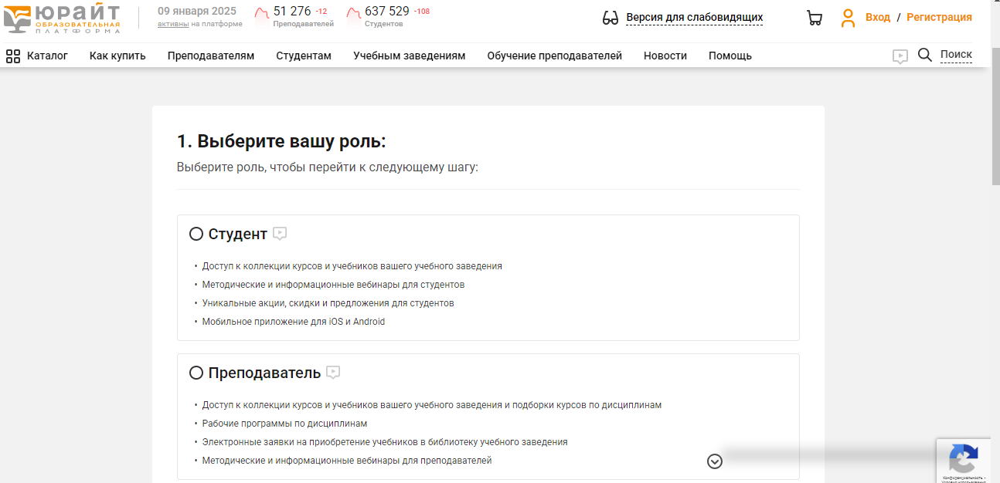 ЮРАЙТ
ОБРАЗОВАТЕЛЬНАЯ
ПЛАТФОРМА
09 января 2025
активны на платформе
51 276 -12
Преподавателей
637 529 -108
Студентов
Версия для слабовидящих
Вход / Регистрация
Каталог Как купить Преподавателям Студентам Учебным заведениям Обучение преподавателей Новости Помощь Поиск
1. Выберите вашу роль:
Выберите роль, чтобы перейти к следующему шагу:
Студент
• Доступ к коллекции курсов и учебников вашего учебного заведения
• Методические и информационные вебинары для студентов
• Уникальные акции, скидки и предложения для студентов
• Мобильное приложение для iOS и Android
Преподаватель
• Доступ к коллекции курсов и учебников вашего учебного заведения и подборки курсов по дисциплинам
• Рабочие программы по дисциплинам
• Электронные заявки на приобретение учебников в библиотеку учебного заведения
• Методические и информационные вебинары для преподавателей
Конфиденциальность -
Условия использования